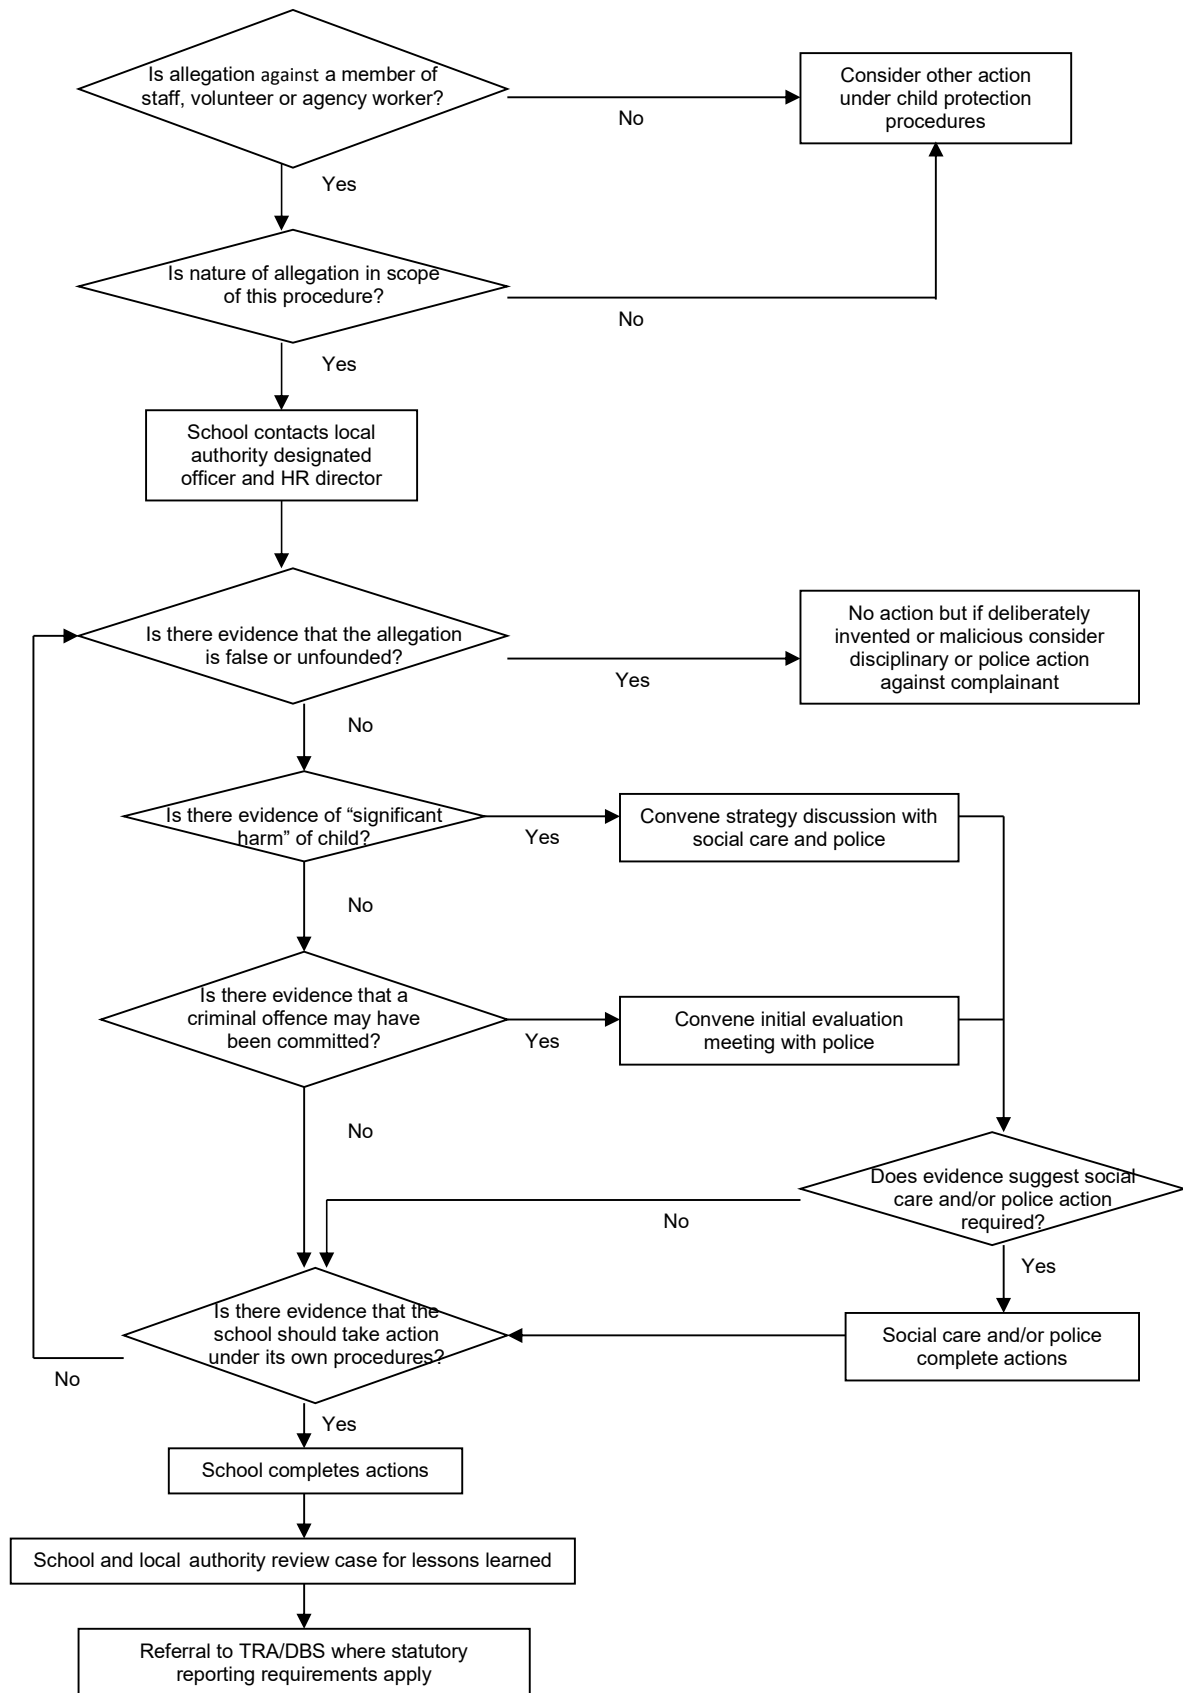 Is allegation against a member of
staff, volunteer or agency worker?
No
Consider other action
under child protection
procedures
Yes
Is nature of allegation in scope
of this procedure?
No
Yes
School contacts local
authority designated
officer and HR director
Is there evidence that the allegation
is false or unfounded?
Yes
No action but if deliberately
invented or malicious consider
disciplinary or police action
against complainant
No
Is there evidence of “significant
harm” of child?
Yes
Convene strategy discussion with
social care and police
No
Is there evidence that a
criminal offence may have
been committed?
Yes
Convene initial evaluation
meeting with police
No
Does evidence suggest social
care and/or police action
required?
No
Yes
Is there evidence that the
school should take action
under its own procedures?
Social care and/or police
complete actions
No
Yes
School completes actions
School and local authority review case for lessons learned
Referral to TRA/DBS where statutory
reporting requirements apply